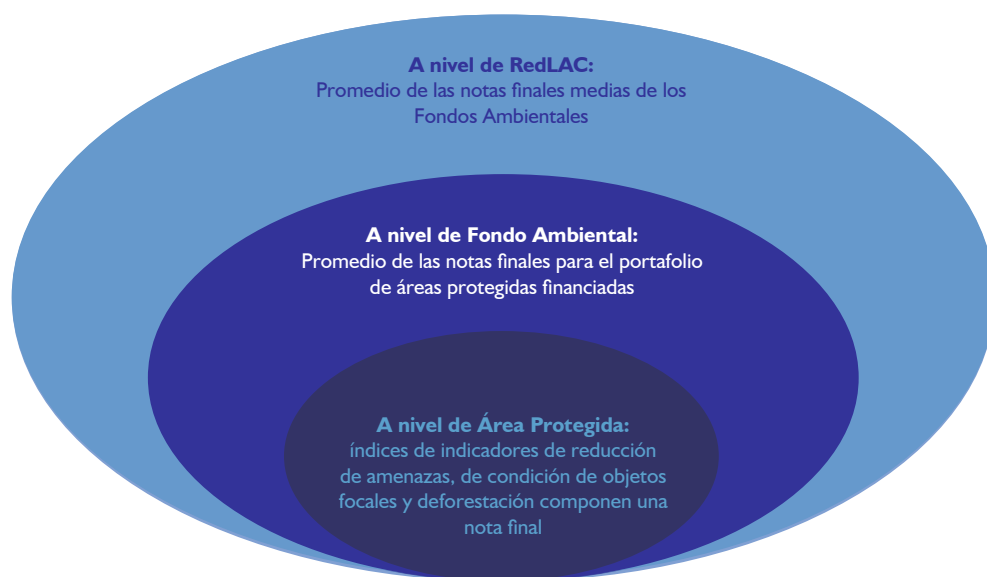 A nivel de RedLAC:
Promedio de las notas finales medias de los
Fondos Ambientales
A nivel de Fondo Ambiental:
Promedio de las notas finales para el portafolio
de áreas protegidas financiadas
A nivel de Área Protegida:
índices de indicadores de reducción
de amenazas, de condición de objetos
focales y deforestación componen una
nota final